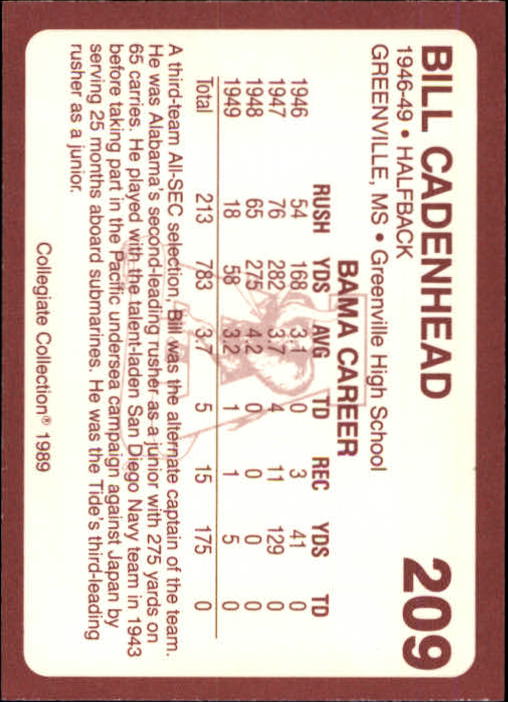 BILL CADENHEAD 209
1946-49 • HALFBACK
GREENVILLE, MS • Greenville High School
BAMA CAREER
RUSH YDS AVG TD REC YDS TD
1946 54 168 3.1 0 3 41 0
1947 76 282 3.7 4 11 129 0
1948 65 275 4.2 0 0 0 0
1949 18 58 3.2 1 1 5 0
Total 213 783 3.7 5 15 175 0
A third-team All-SEC selection, Bill was the alternate captain of the team.
He was Alabama's second-leading rusher as a junior with 275 yards on
65 carries. He played with the talent-laden San Diego Navy team in 1943
before taking part in the Pacific undersea campaign against Japan by
serving 25 months aboard submarines. He was the Tide's third-leading
rusher as a junior.
Collegiate Collection® 1989